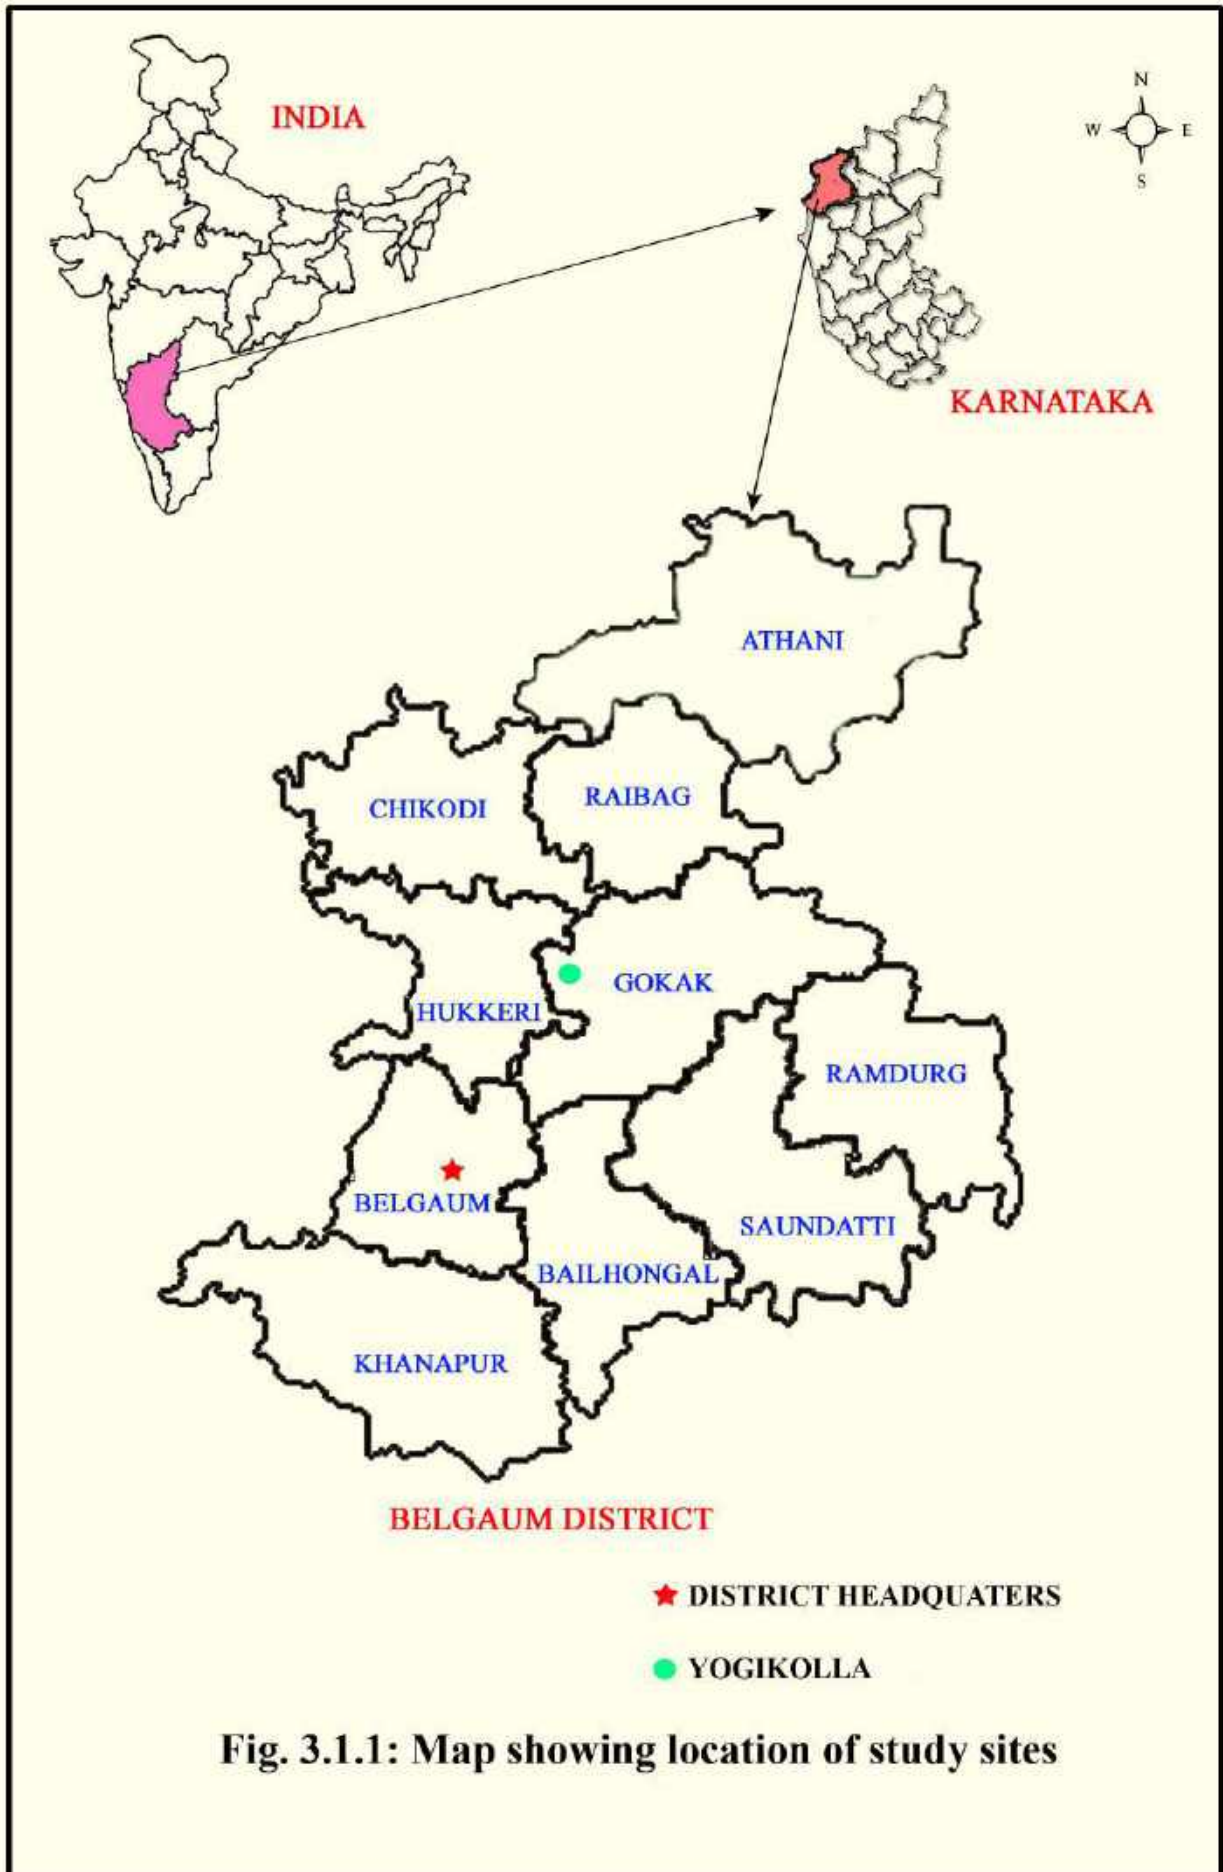 INDIA
N
W E
S
KARNATAKA
ATHANI
CHIKODI
RAIBAG
HUKKERI
GOKAK
RAMDURG
BELGAUM
SAUNDATTI
BAILHONGAL
KHANAPUR
BELGAUM DISTRICT
DISTRICT HEADQUATERS
YOGIKOLLA
Fig. 3.1.1: Map showing location of study sites